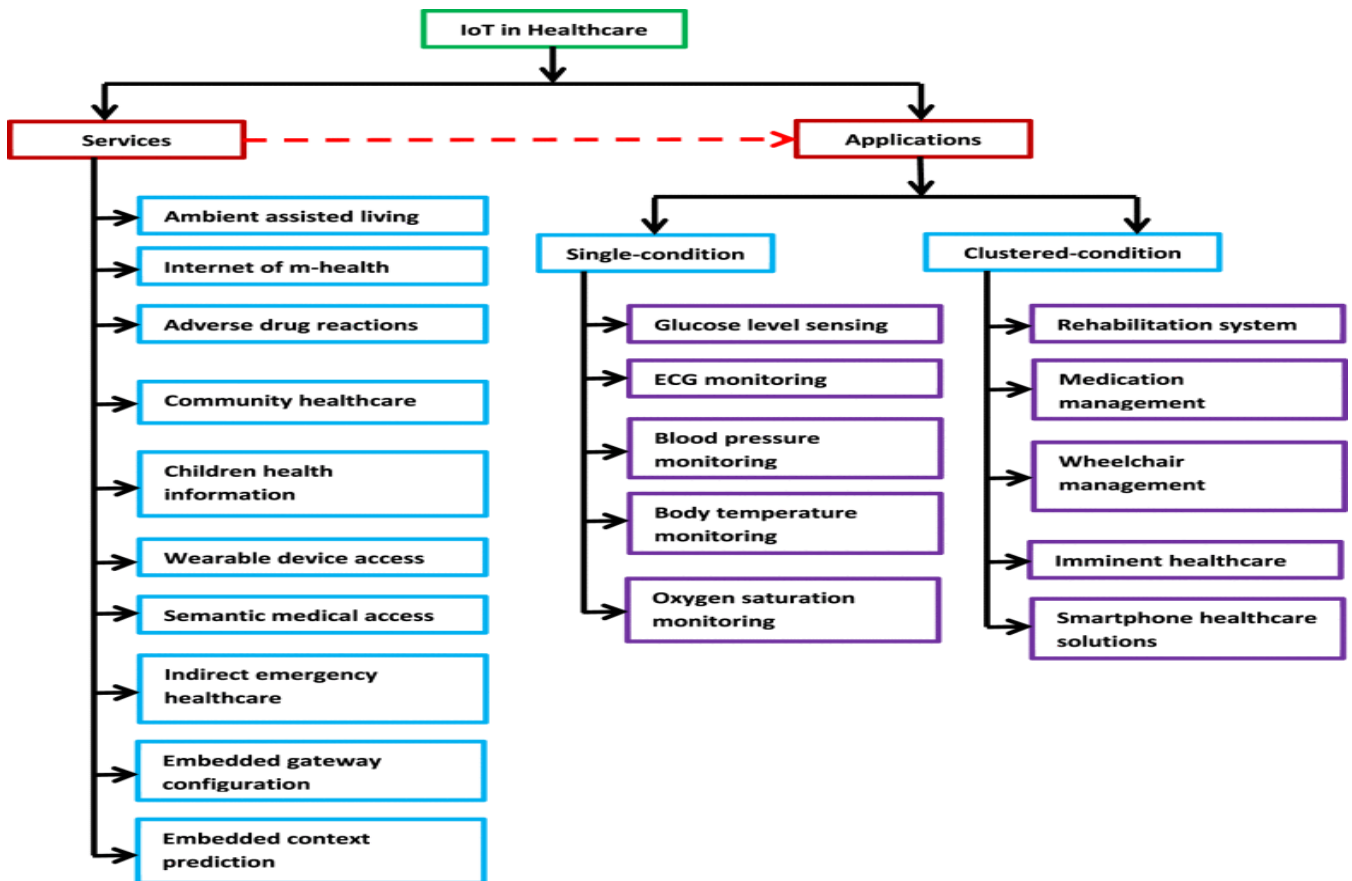 IoT in Healthcare
Services
Applications
Ambient assisted living
Internet of m-health
Adverse drug reactions
Community healthcare
Children health
information
Wearable device access
Semantic medical access
Indirect emergency
healthcare
Embedded gateway
configuration
Embedded context
prediction
Single-condition
Glucose level sensing
ECG monitoring
Blood pressure
monitoring
Body temperature
monitoring
Oxygen saturation
monitoring
Clustered-condition
Rehabilitation system
Medication
management
Wheelchair
management
Imminent healthcare
Smartphone healthcare
solutions